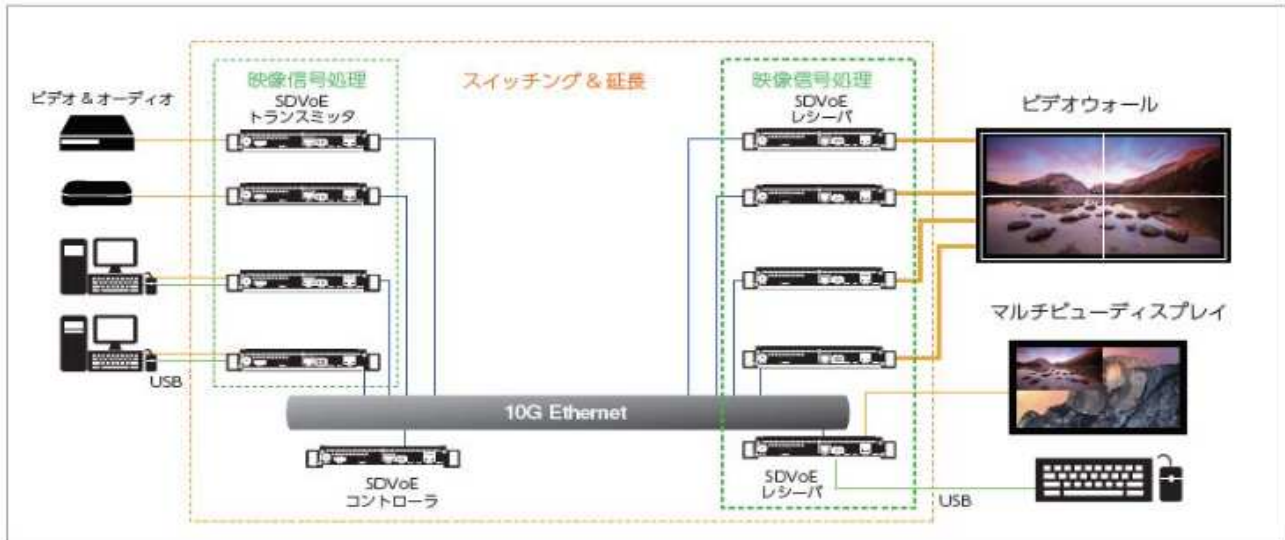 スイッチング & 延長
映像信号処理
SDVoE
トランスミッタ
ビデオ & オーディオ
USB
映像信号処理
SDVoE
レシーバ
ビデオウォール
マルチビューディスプレイ
10G Ethernet
SDVoE
コントローラ
SDVoE
レシーバ
USB